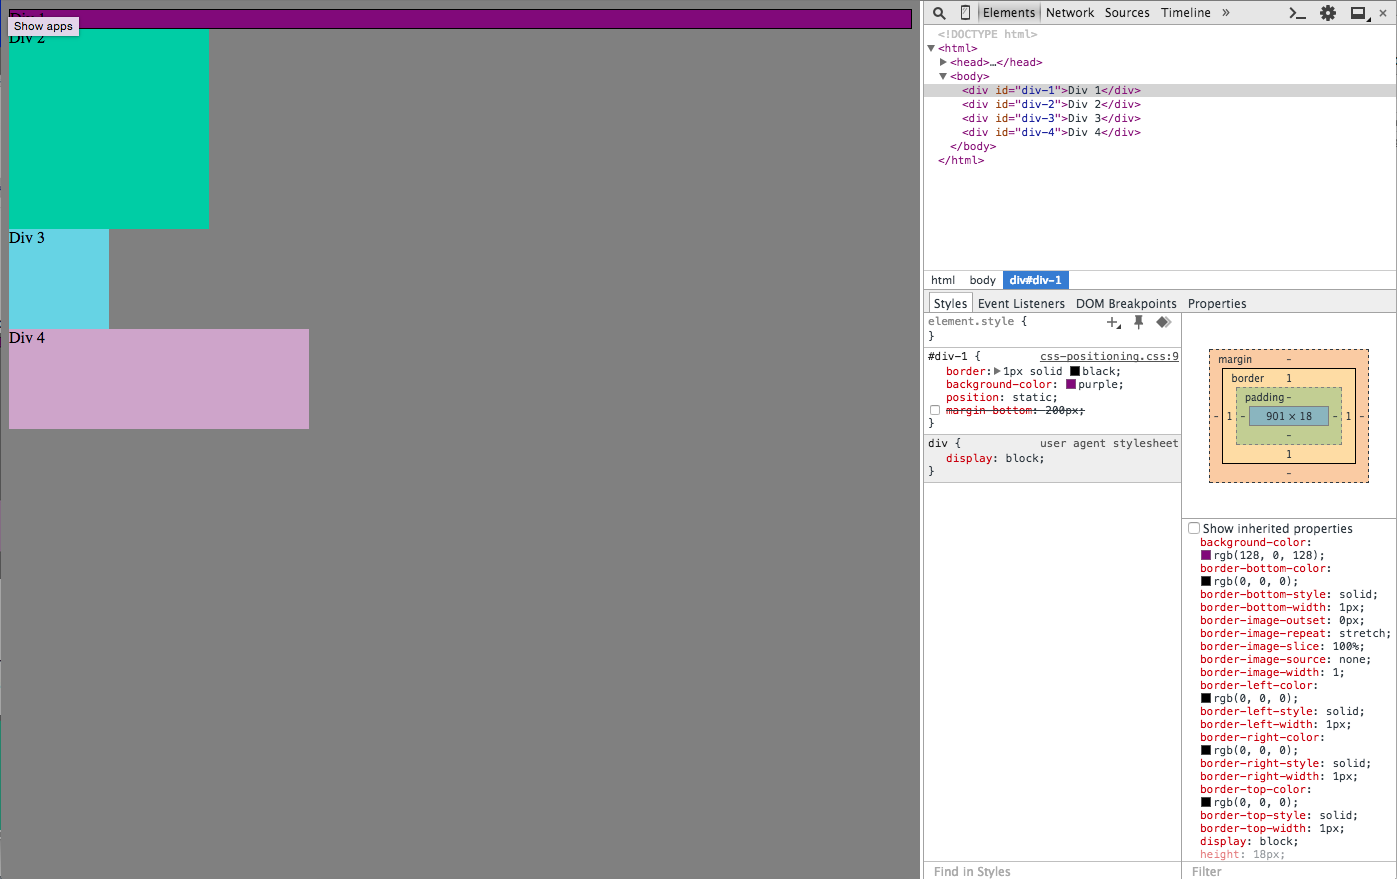 Show apps
Div 2
Div 3
Div 4
Elements Network Sources Timeline »
<!DOCTYPE html>
▼<html>
▶<head>…</head>
▼<body>
<div id="div-1">Div 1</div>
<div id="div-2">Div 2</div>
<div id="div-3">Div 3</div>
<div id="div-4">Div 4</div>
</body>
</html>
html body div#div-1
Styles Event Listeners DOM Breakpoints Properties
element.style {
}
#div-1 { css-positioning.css:9
border:▶1px solid black;
background-color: purple;
position: static;
margin-bottom: 200px;
}
div { user agent stylesheet
display: block;
}
Find in Styles
margin –
border 1
padding –
– 1 – 901 × 18 – 1 –
–
1
–
Show inherited properties
background-color:
rgb(128, 0, 128);
border-bottom-color:
rgb(0, 0, 0);
border-bottom-style: solid;
border-bottom-width: 1px;
border-image-outset: 0px;
border-image-repeat: stretch;
border-image-slice: 100%;
border-image-source: none;
border-image-width: 1;
border-left-color:
rgb(0, 0, 0);
border-left-style: solid;
border-left-width: 1px;
border-right-color:
rgb(0, 0, 0);
border-right-style: solid;
border-right-width: 1px;
border-top-color:
rgb(0, 0, 0);
border-top-style: solid;
border-top-width: 1px;
display: block;
height: 18px;
Filter